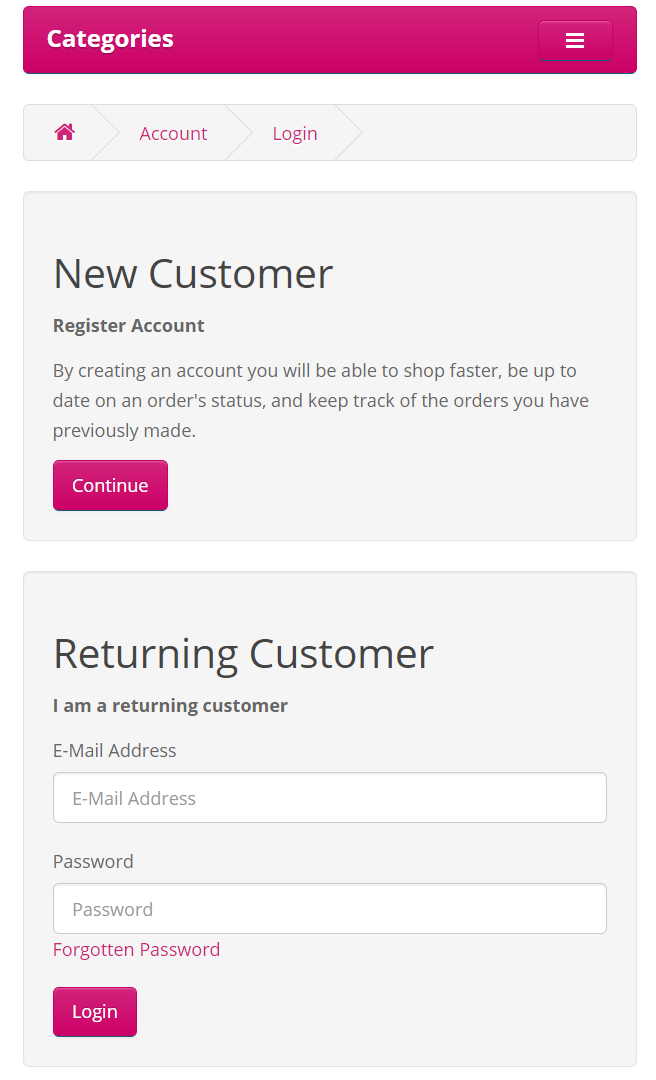 Categories
Account
Login
New Customer
Register Account
By creating an account you will be able to shop faster, be up to
date on an order's status, and keep track of the orders you have
previously made.
Continue
Returning Customer
I am a returning customer
E-Mail Address
E-Mail Address
Password
Password
Forgotten Password
Login